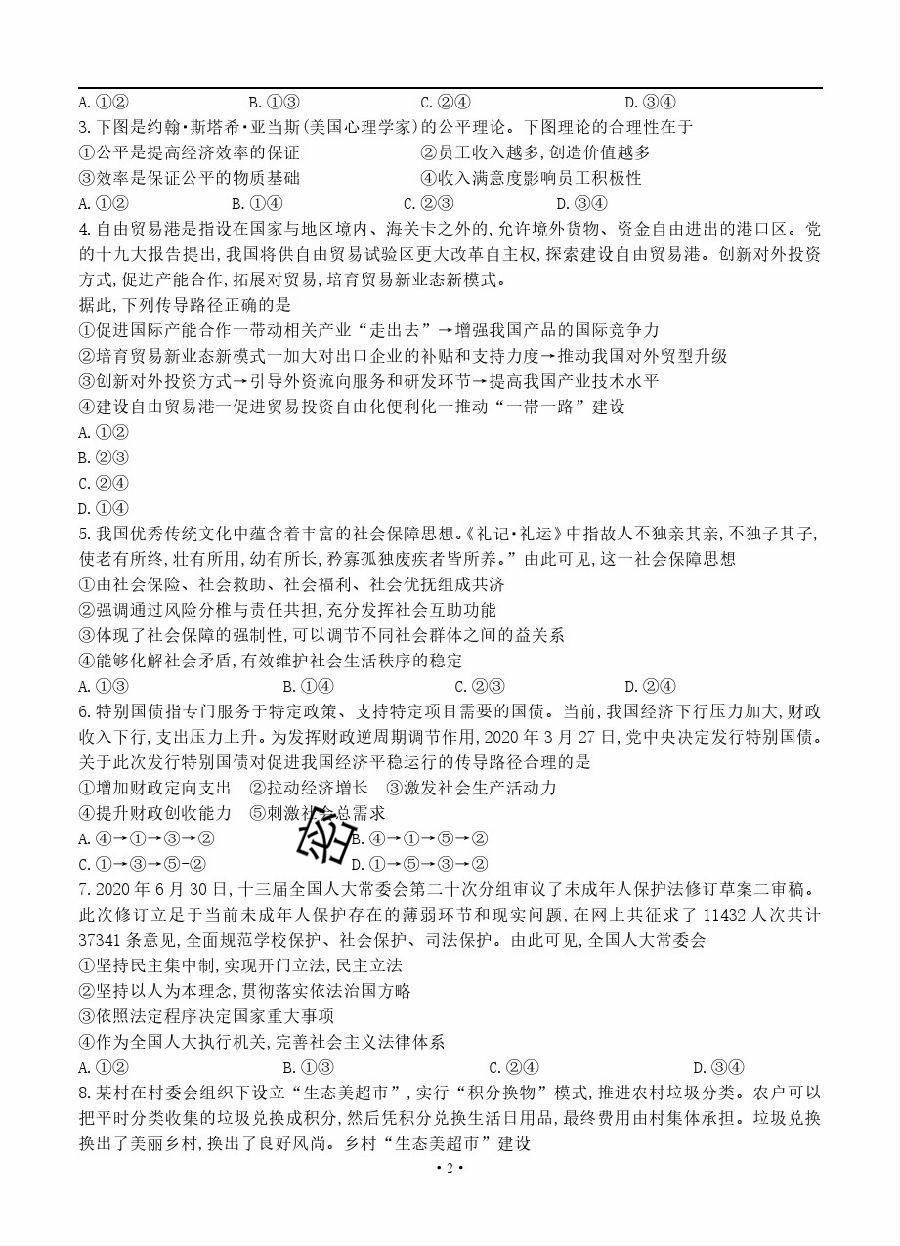 A.①② B.①③ C.②④ D.③④
3.下图是约翰·斯塔希·亚当斯(美国心理学家)的公平理论。下图理论的合理性在于
①公平是提高经济效率的保证 ②员工收入越多,创造价值越多
③效率是保证公平的物质基础 ④收入满意度影响员工积极性
A.①② B.①④ C.②③ D.③④
4.自由贸易港是指设在国家与地区境内、海关卡之外的,允许境外货物、资金自由进出的港口区。党
的十九大报告提出,我国将供自由贸易试验区更大改革自主权,探索建设自由贸易港。创新对外投资
方式,促进产能合作,拓展对贸易,培育贸易新业态新模式。
据此,下列传导路径正确的是
①促进国际产能合作一带动相关产业“走出去”→增强我国产品的国际竞争力
②培育贸易新业态新模式一加大对出口企业的补贴和支持力度→推动我国对外贸型升级
③创新对外投资方式→引导外资流向服务和研发环节→提高我国产业技术水平
④建设自由贸易港一促进贸易投资自由化便利化一推动“一带一路”建设
A.①②
B.②③
C.②④
D.①④
5.我国优秀传统文化中蕴含着丰富的社会保障思想。《礼记·礼运》中指故人不独亲其亲,不独子其子,
使老有所终,壮有所用,幼有所长,矜寡孤独废疾者皆所养。”由此可见,这一社会保障思想
①由社会保险、社会救助、社会福利、社会优抚组成共济
②强调通过风险分椎与责任共担,充分发挥社会互助功能
③体现了社会保障的强制性,可以调节不同社会群体之间的益关系
④能够化解社会矛盾,有效维护社会生活秩序的稳定
A.①③ B.①④ C.②③ D.②④
6.特别国债指专门服务于特定政策、支持特定项目需要的国债。当前,我国经济下行压力加大,财政
收入下行,支出压力上升。为发挥财政逆周期调节作用,2020年3月27日,党中央决定发行特别国债。
关于此次发行特别国债对促进我国经济平稳运行的传导路径合理的是
①增加财政定向支出 ②拉动经济增长 ③激发社会生产活动力
④提升财政创收能力 ⑤刺激社会总需求
A.④→①→③→② B.④→①→⑤→②
C.①→③→⑤-② D.①→⑤→③→②
7.2020年6月30日,十三届全国人大常委会第二十次分组审议了未成年人保护法修订草案二审稿。
此次修订立足于当前未成年人保护存在的薄弱环节和现实问题,在网上共征求了11432人次共计
37341条意见,全面规范学校保护、社会保护、司法保护。由此可见,全国人大常委会
①坚持民主集中制,实现开门立法,民主立法
②坚持以人为本理念,贯彻落实依法治国方略
③依照法定程序决定国家重大事项
④作为全国人大执行机关,完善社会主义法律体系
A.①② B.①③ C.②④ D.③④
8.某村在村委会组织下设立“生态美超市”,实行“积分换物”模式,推进农村垃圾分类。农户可以
把平时分类收集的垃圾兑换成积分,然后凭积分兑换生活日用品,最终费用由村集体承担。垃圾兑换
换出了美丽乡村,换出了良好风尚。乡村“生态美超市”建设
·2·